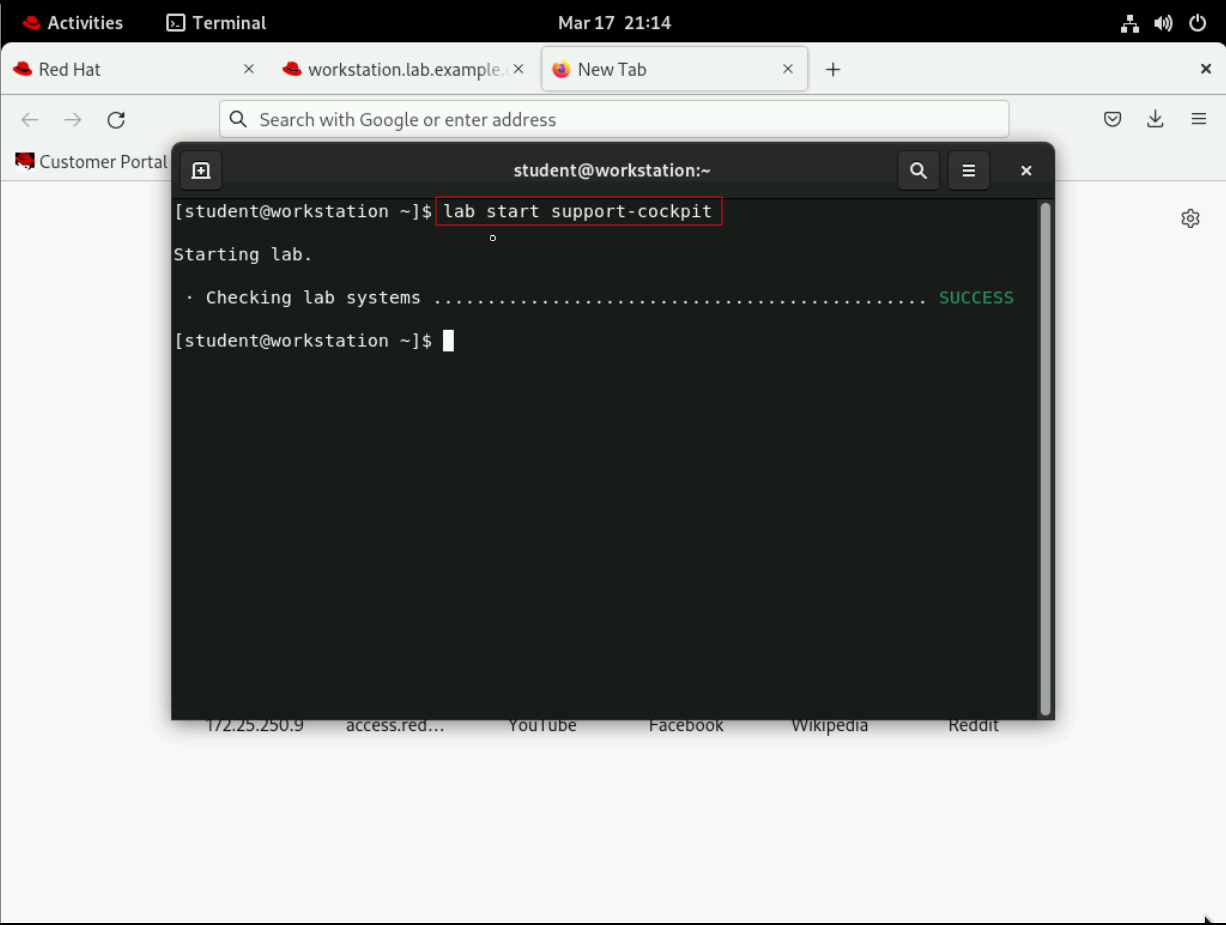 Activities Terminal Mar 17 21:14
Red Hat workstation.lab.example. New Tab
Search with Google or enter address
Customer Portal
student@workstation:~
[student@workstation ~]$ lab start support-cockpit
Starting lab.
· Checking lab systems .............................................. SUCCESS
[student@workstation ~]$
172.25.250.9 access.red… YouTube Facebook Wikipedia Reddit